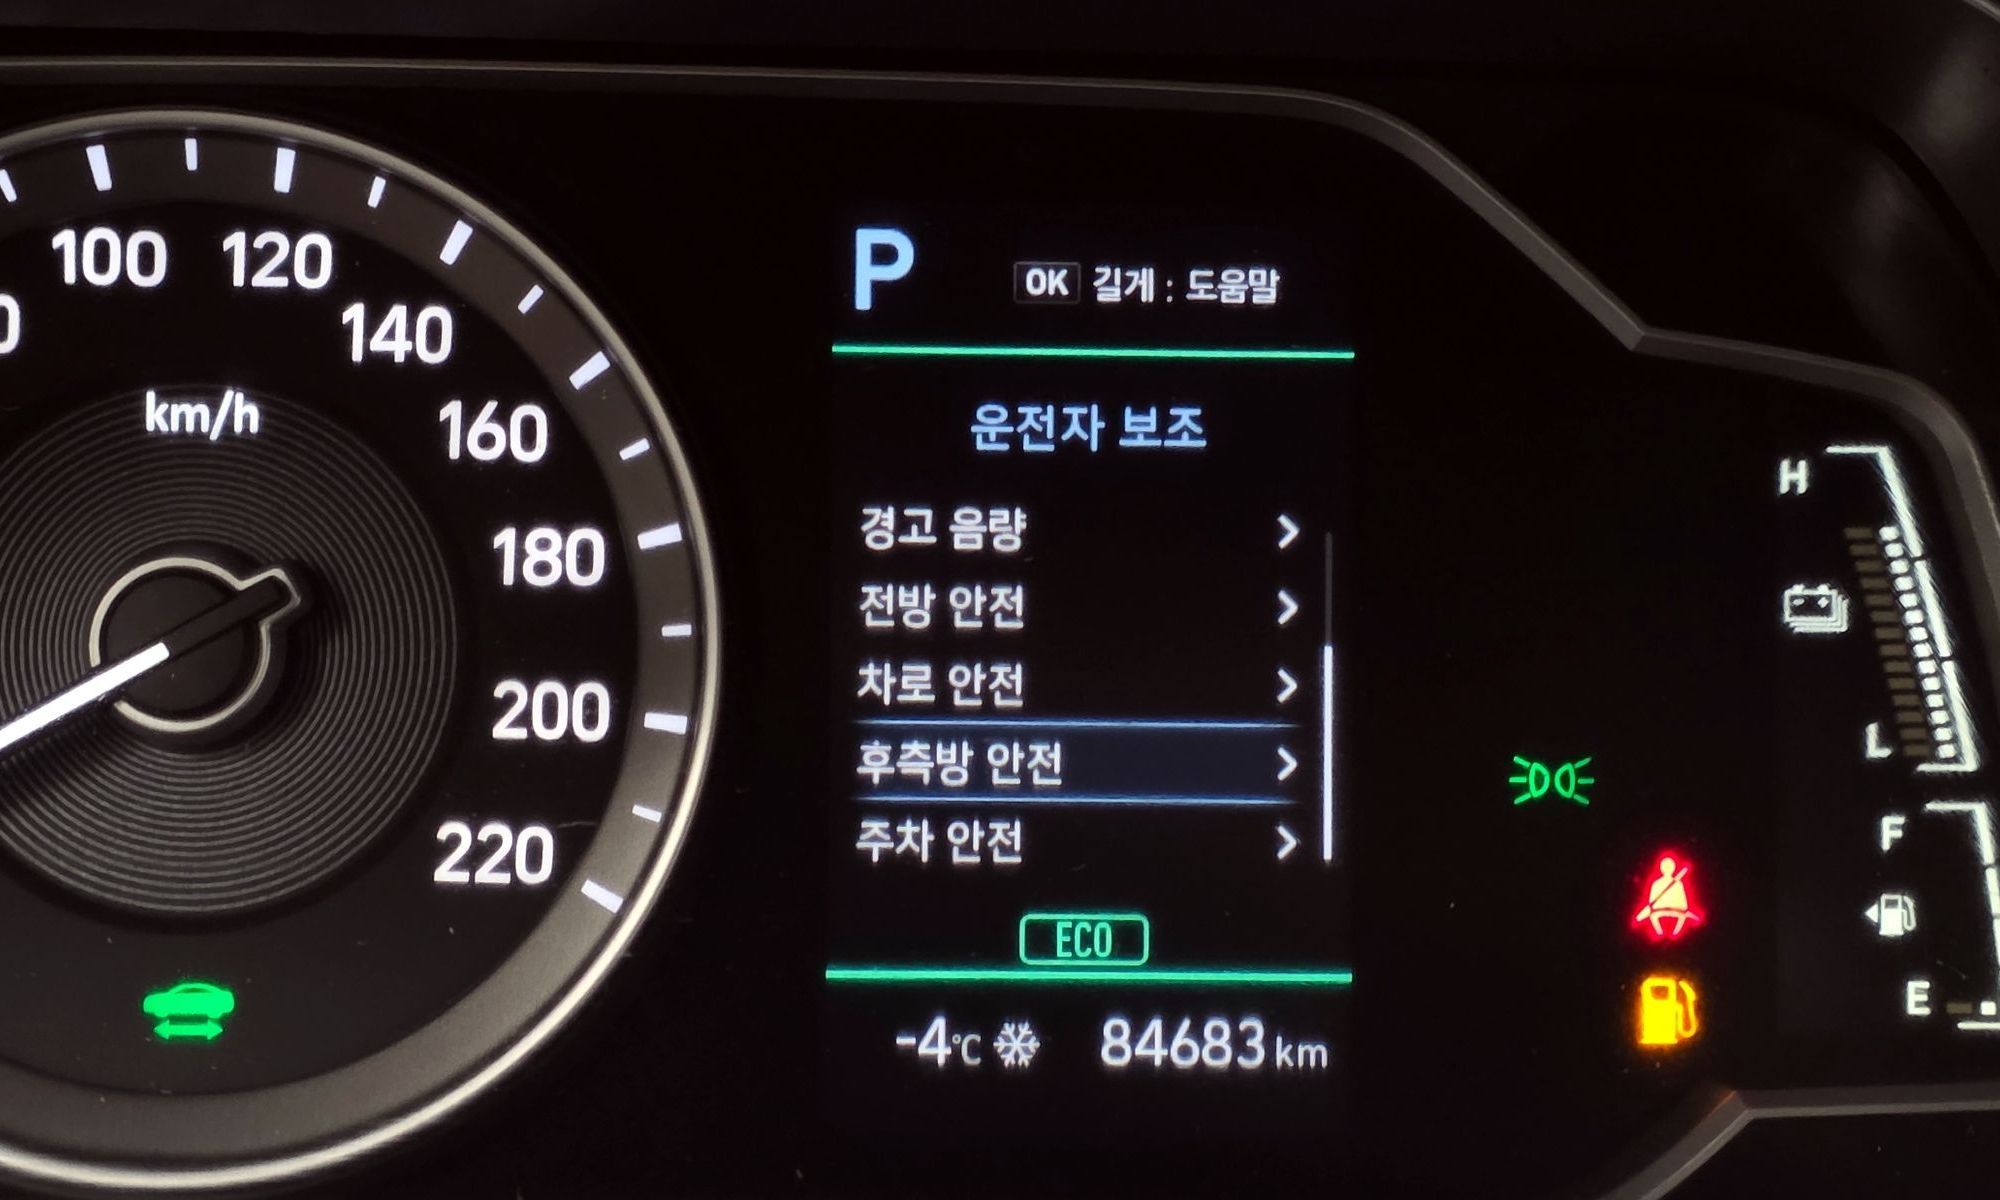 P
OK 길게 : 도움말
운전자 보조
경고 음량
전방 안전
차로 안전
후측방 안전
주차 안전
ECO
-4°C 84683 km
100
120
140
160
180
200
220
km/h
H
L
F
E